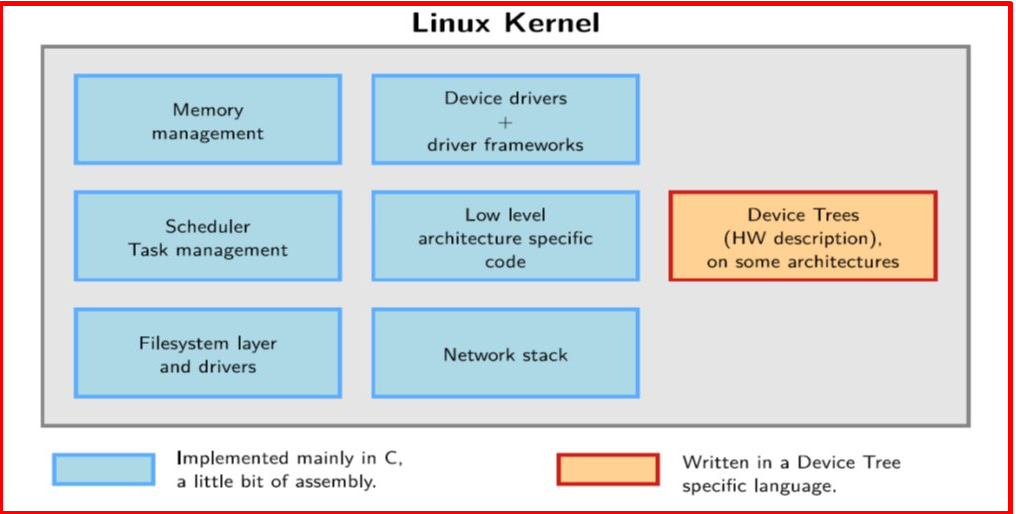 Linux Kernel
Memory
management
Device drivers
+
driver frameworks
Scheduler
Task management
Low level
architecture specific
code
Device Trees
(HW description),
on some architectures
Filesystem layer
and drivers
Network stack
Implemented mainly in C,
a little bit of assembly.
Written in a Device Tree
specific language.